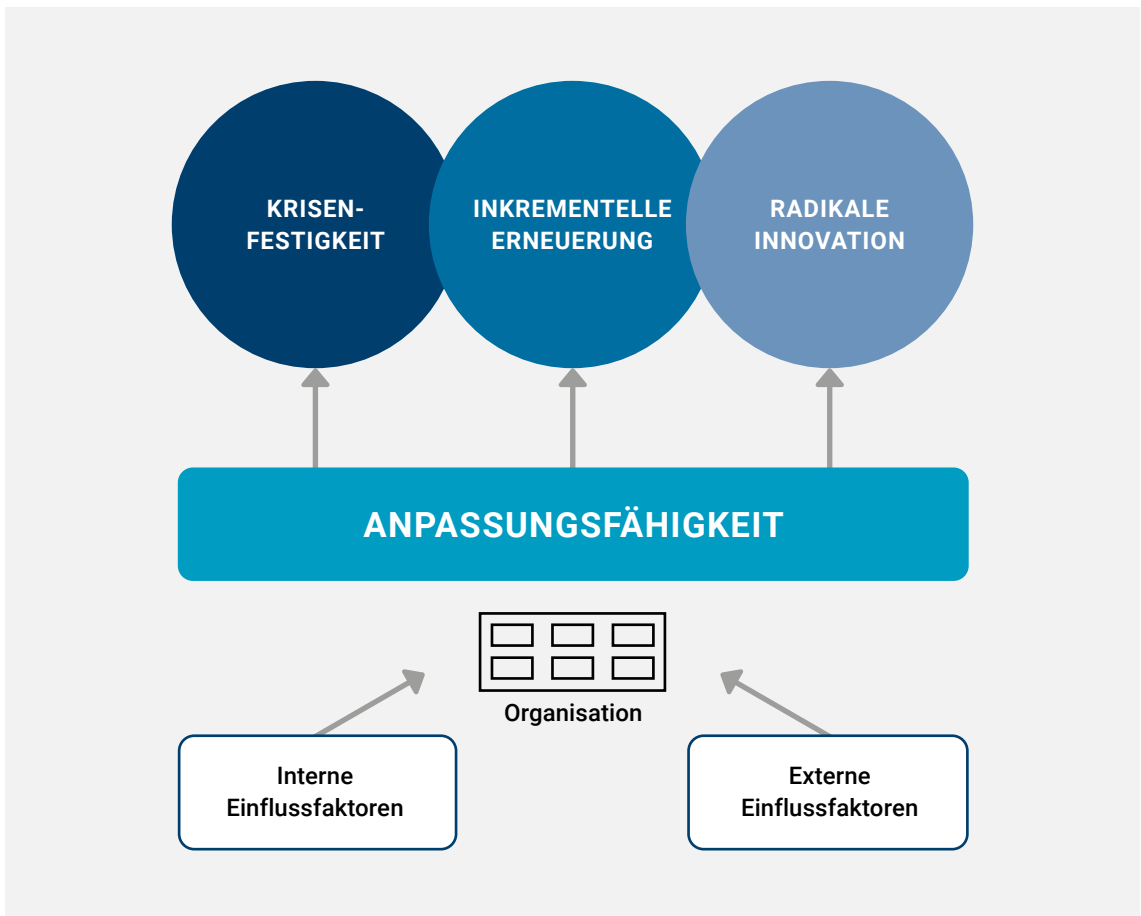 KRISEN-
FESTIGKEIT
INKREMENTELLE
ERNEUERUNG
RADIKALE
INNOVATION
ANPASSUNGSFÄHIGKEIT
Organisation
Interne
Einflussfaktoren
Externe
Einflussfaktoren